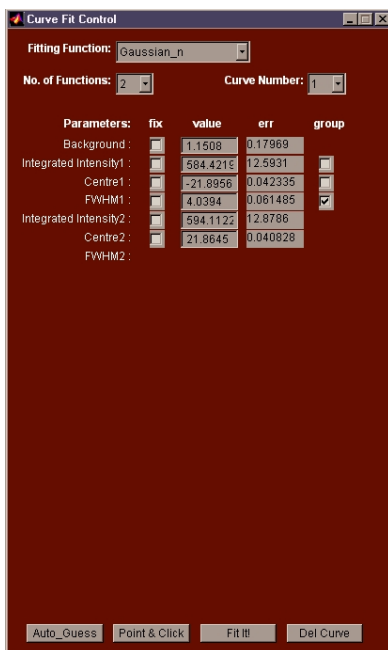 Curve Fit Control
Fitting Function: Gaussian_n
No. of Functions: 2 Curve Number: 1
Parameters: fix value err group
Background : 1.1508 0.17969
Integrated Intensity1 : 584.4219 12.5931
Centre1 : -21.8956 0.042335
FWHM1 : 4.0394 0.061485
Integrated Intensity2 : 594.1122 12.8786
Centre2 : 21.8645 0.040828
FWHM2 :
Auto_Guess Point & Click Fit It! Del Curve